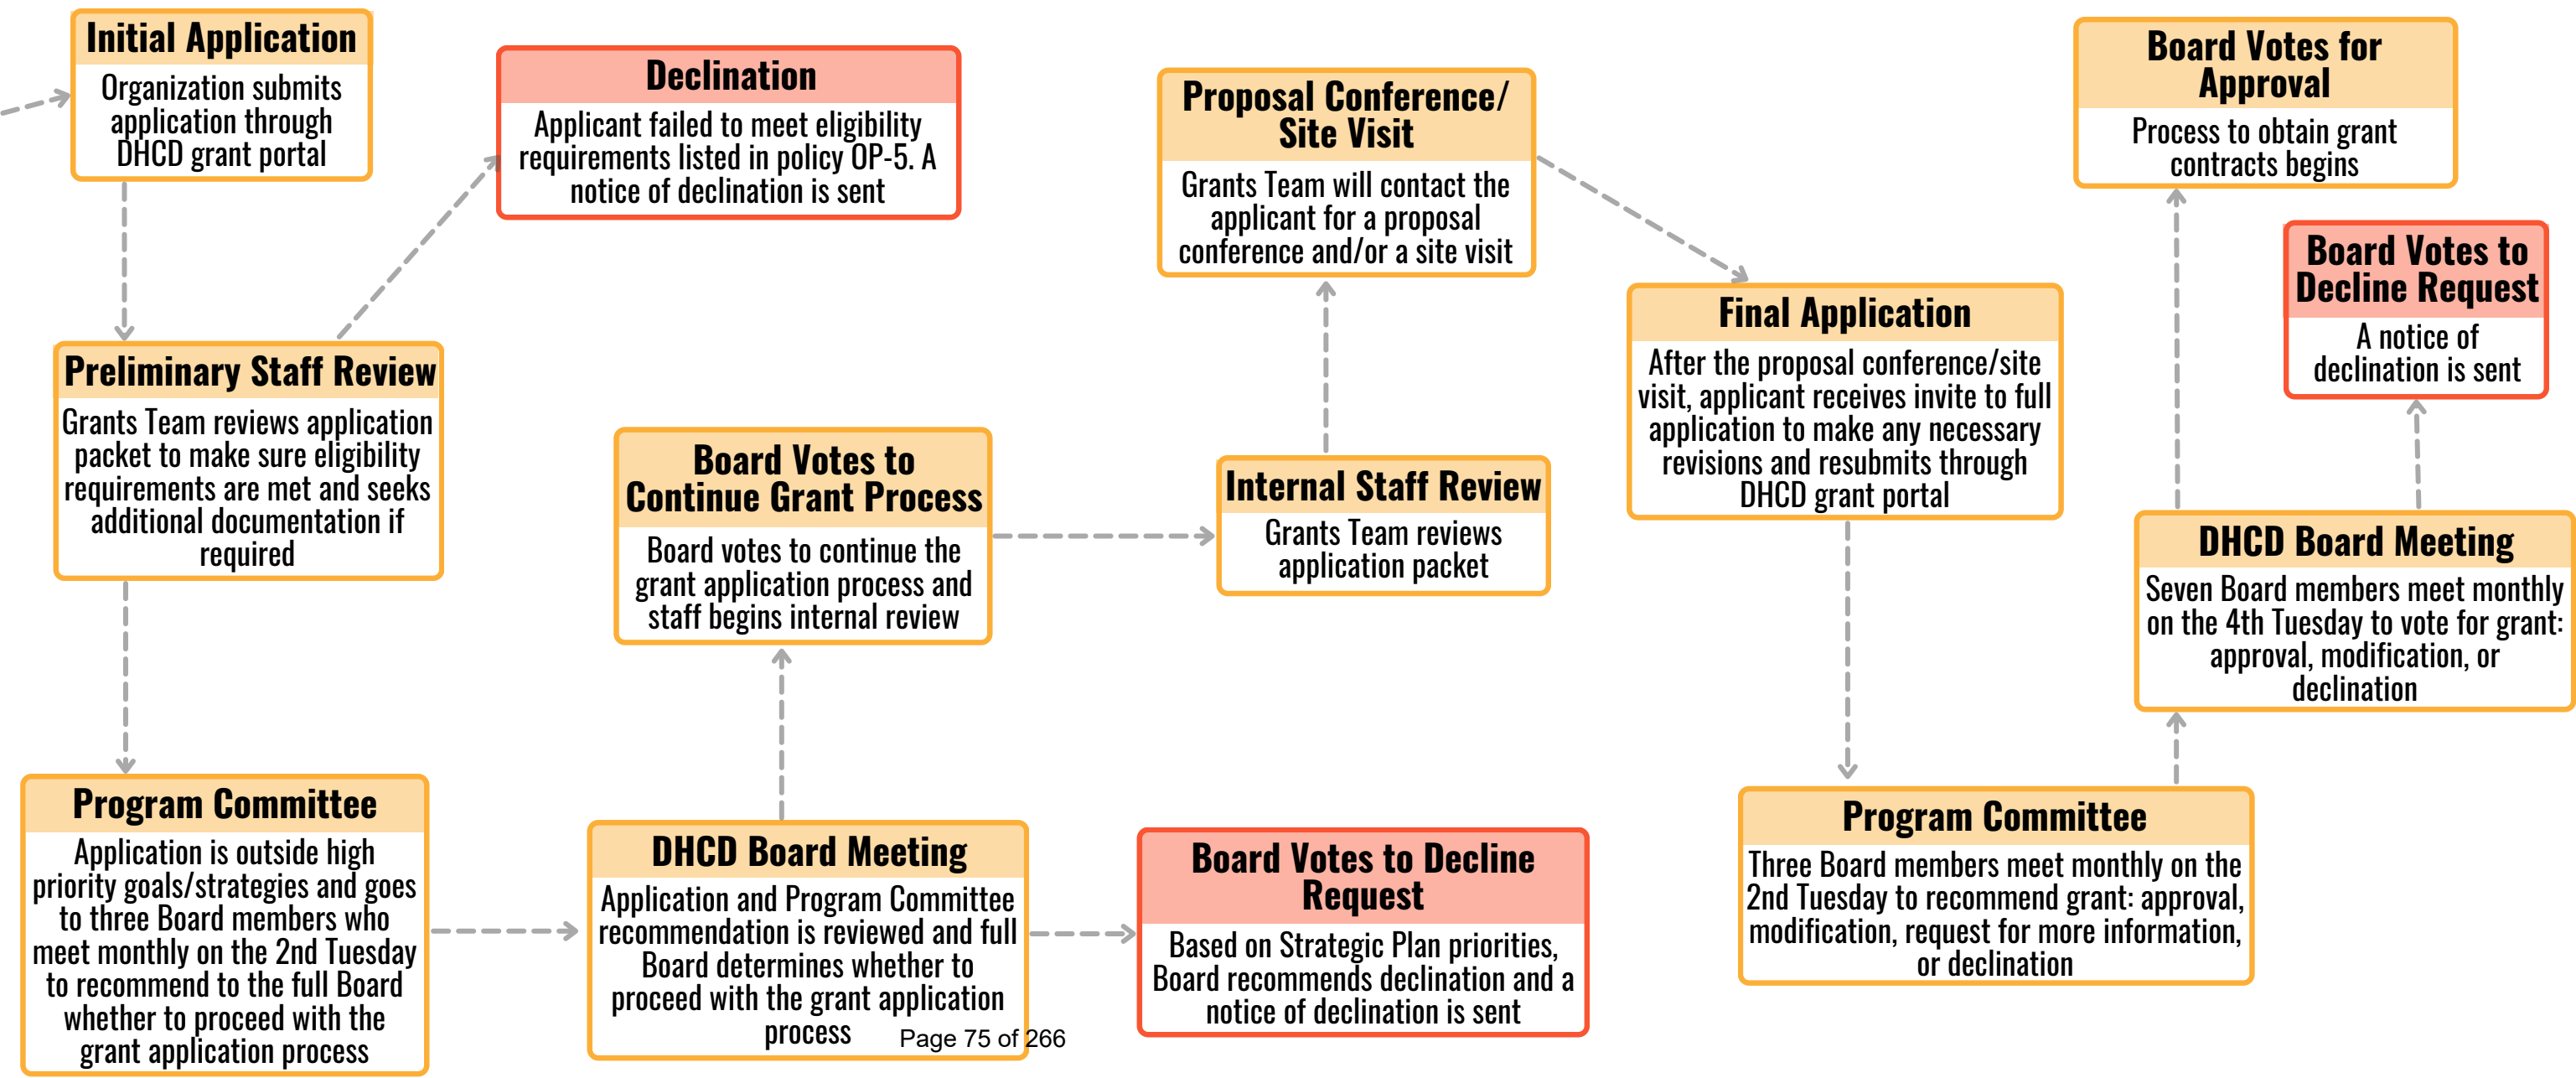 Initial Application
Organization submits
application through
DHCD grant portal
Declination
Applicant failed to meet eligibility
requirements listed in policy OP-5. A
notice of declination is sent
Preliminary Staff Review
Grants Team reviews application
packet to make sure eligibility
requirements are met and seeks
additional documentation if
required
Program Committee
Application is outside high
priority goals/strategies and goes
to three Board members who
meet monthly on the 2nd Tuesday
to recommend to the full Board
whether to proceed with the
grant application process
DHCD Board Meeting
Application and Program Committee
recommendation is reviewed and full
Board determines whether to
proceed with the grant application
process
Board Votes to Decline
Request
Based on Strategic Plan priorities,
Board recommends declination and a
notice of declination is sent
Board Votes to
Continue Grant Process
Board votes to continue the
grant application process and
staff begins internal review
Internal Staff Review
Grants Team reviews
application packet
Proposal Conference/
Site Visit
Grants Team will contact the
applicant for a proposal
conference and/or a site visit
Final Application
After the proposal conference/site
visit, applicant receives invite to full
application to make any necessary
revisions and resubmits through
DHCD grant portal
Program Committee
Three Board members meet monthly on the
2nd Tuesday to recommend grant: approval,
modification, request for more information,
or declination
DHCD Board Meeting
Seven Board members meet monthly
on the 4th Tuesday to vote for grant:
approval, modification, or
declination
Board Votes for
Approval
Process to obtain grant
contracts begins
Board Votes to
Decline Request
A notice of
declination is sent
Page 75 of 266